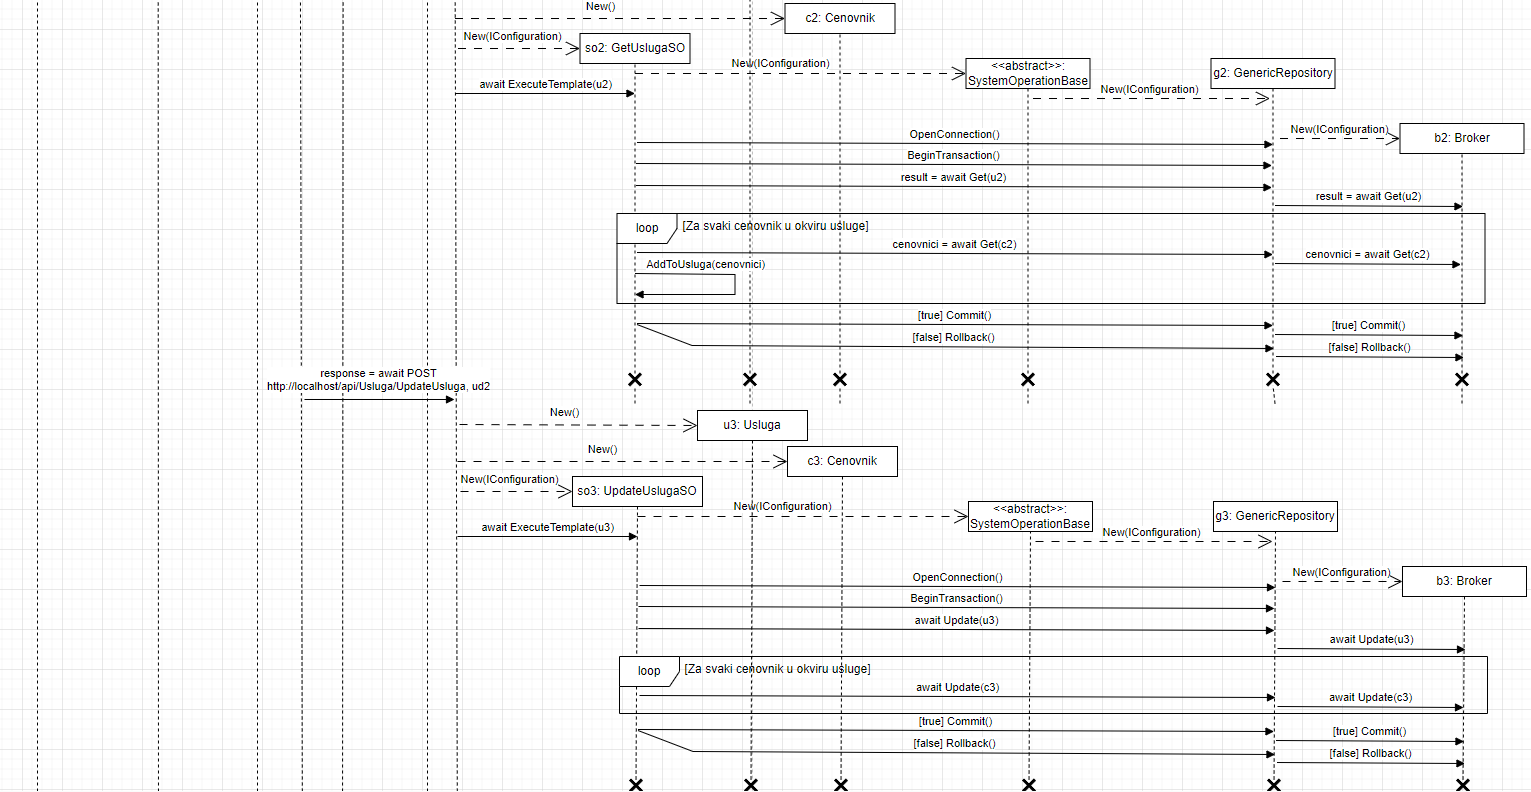 New()
c2: Cenovnik
New(IConfiguration)
so2: GetUslugaSO
New(IConfiguration)
<<abstract>>:
SystemOperationBase
g2: GenericRepository
await ExecuteTemplate(u2)
New(IConfiguration)
OpenConnection()
New(IConfiguration)
b2: Broker
BeginTransaction()
result = await Get(u2)
result = await Get(u2)
loop
[Za svaki cenovnik u okviru usluge]
cenovnici = await Get(c2)
cenovnici = await Get(c2)
AddToUsluga(cenovnici)
[true] Commit()
[true] Commit()
[false] Rollback()
[false] Rollback()
response = await POST
http://localhost/api/Usluga/UpdateUsluga, ud2
New()
u3: Usluga
New()
c3: Cenovnik
New(IConfiguration)
so3: UpdateUslugaSO
New(IConfiguration)
<<abstract>>:
SystemOperationBase
g3: GenericRepository
await ExecuteTemplate(u3)
New(IConfiguration)
OpenConnection()
New(IConfiguration)
b3: Broker
BeginTransaction()
await Update(u3)
await Update(u3)
loop
[Za svaki cenovnik u okviru usluge]
await Update(c3)
await Update(c3)
[true] Commit()
[true] Commit()
[false] Rollback()
[false] Rollback()